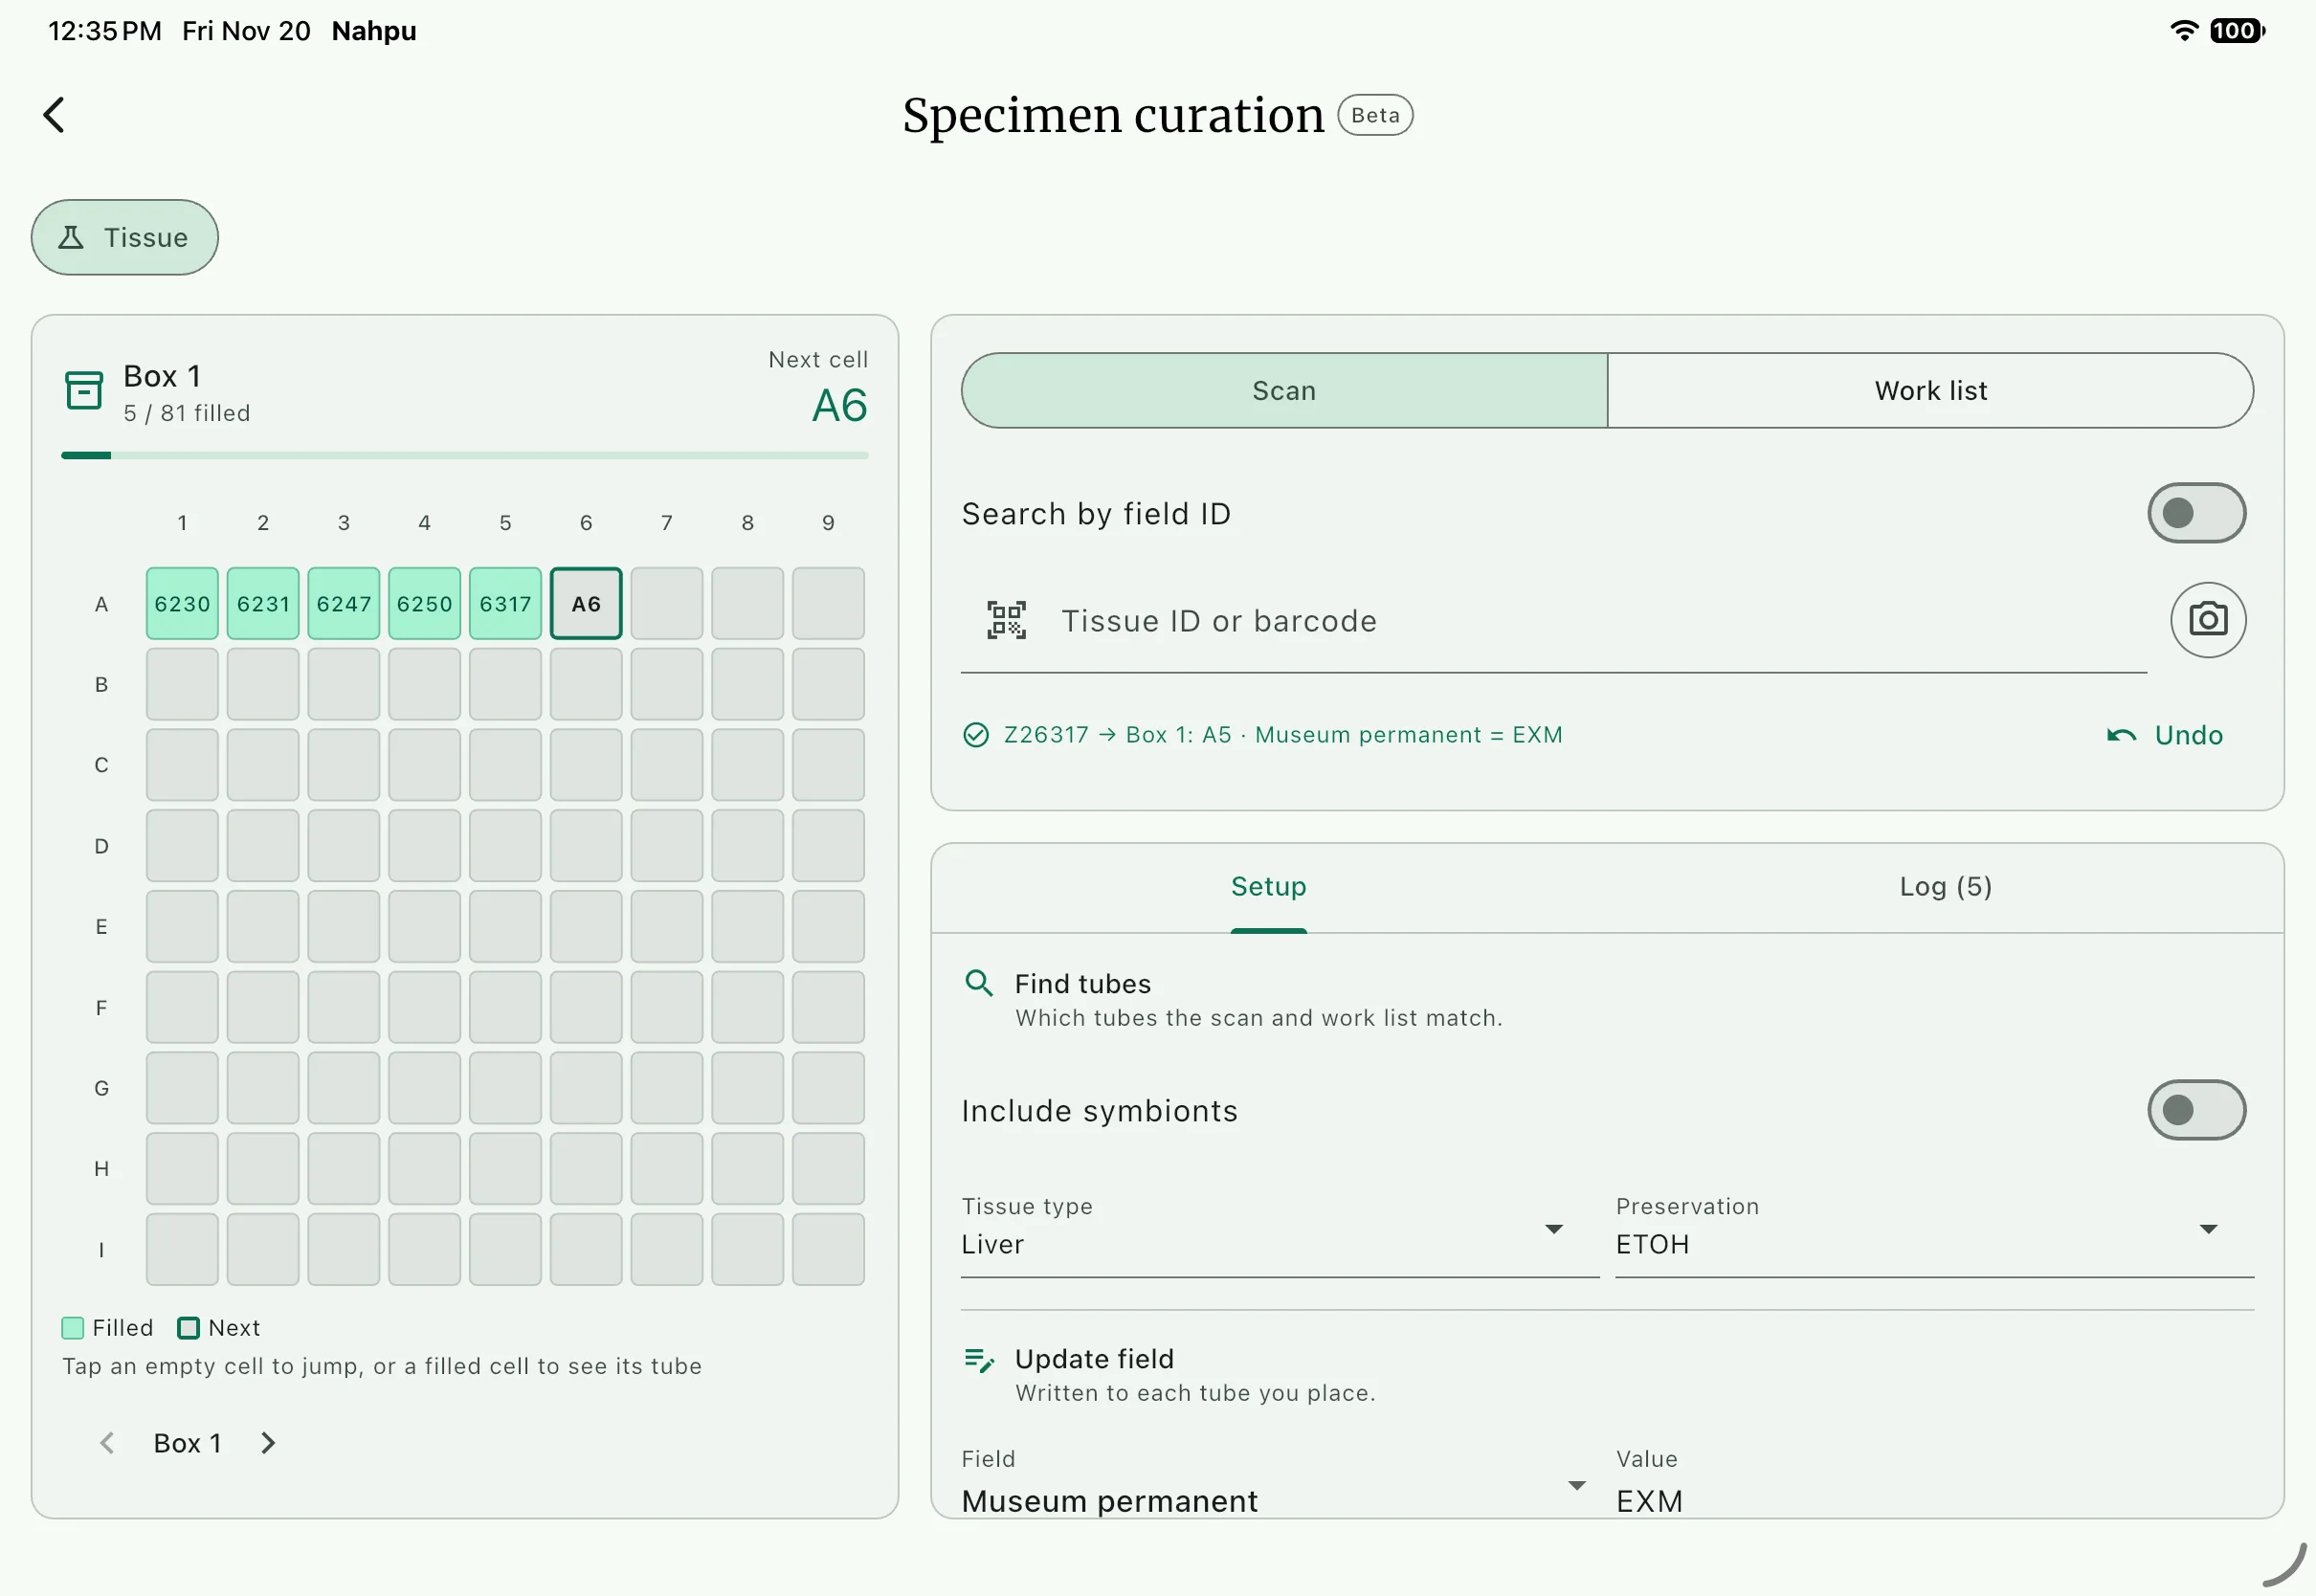 12:35 PM Fri Nov 20 Nahpu
100
Specimen curation Beta
Tissue
Box 1
5 / 81 filled
Next cell
A6
1 2 3 4 5 6 7 8 9
A 6230 6231 6247 6250 6317 A6
B
C
D
E
F
G
H
I
Filled Next
Tap an empty cell to jump, or a filled cell to see its tube
Box 1
Scan Work list
Search by field ID
Tissue ID or barcode
Z26317 → Box 1: A5 · Museum permanent = EXM Undo
Setup Log (5)
Find tubes
Which tubes the scan and work list match.
Include symbionts
Tissue type Preservation
Liver ETOH
Update field
Written to each tube you place.
Field Value
Museum permanent EXM